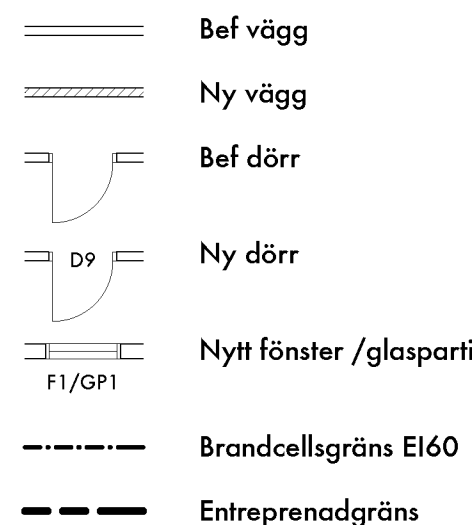 Bef vägg
Ny vägg
Bef dörr
D9 Ny dörr
Nytt fönster /glasparti
F1/GP1
Brandcellsgräns EI60
Entreprenadgräns